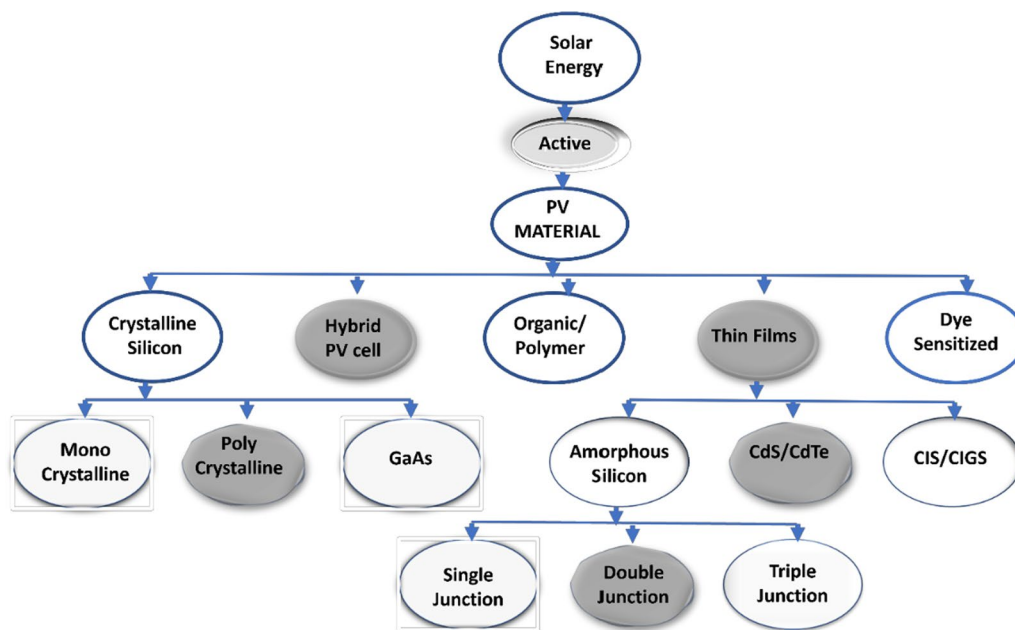 Solar
Energy
Active
PV
MATERIAL
Crystalline
Silicon
Hybrid
PV cell
Organic/
Polymer
Thin Films
Dye
Sensitized
Mono
Crystalline
Poly
Crystalline
GaAs
Amorphous
Silicon
CdS/CdTe
CIS/CIGS
Single
Junction
Double
Junction
Triple
Junction